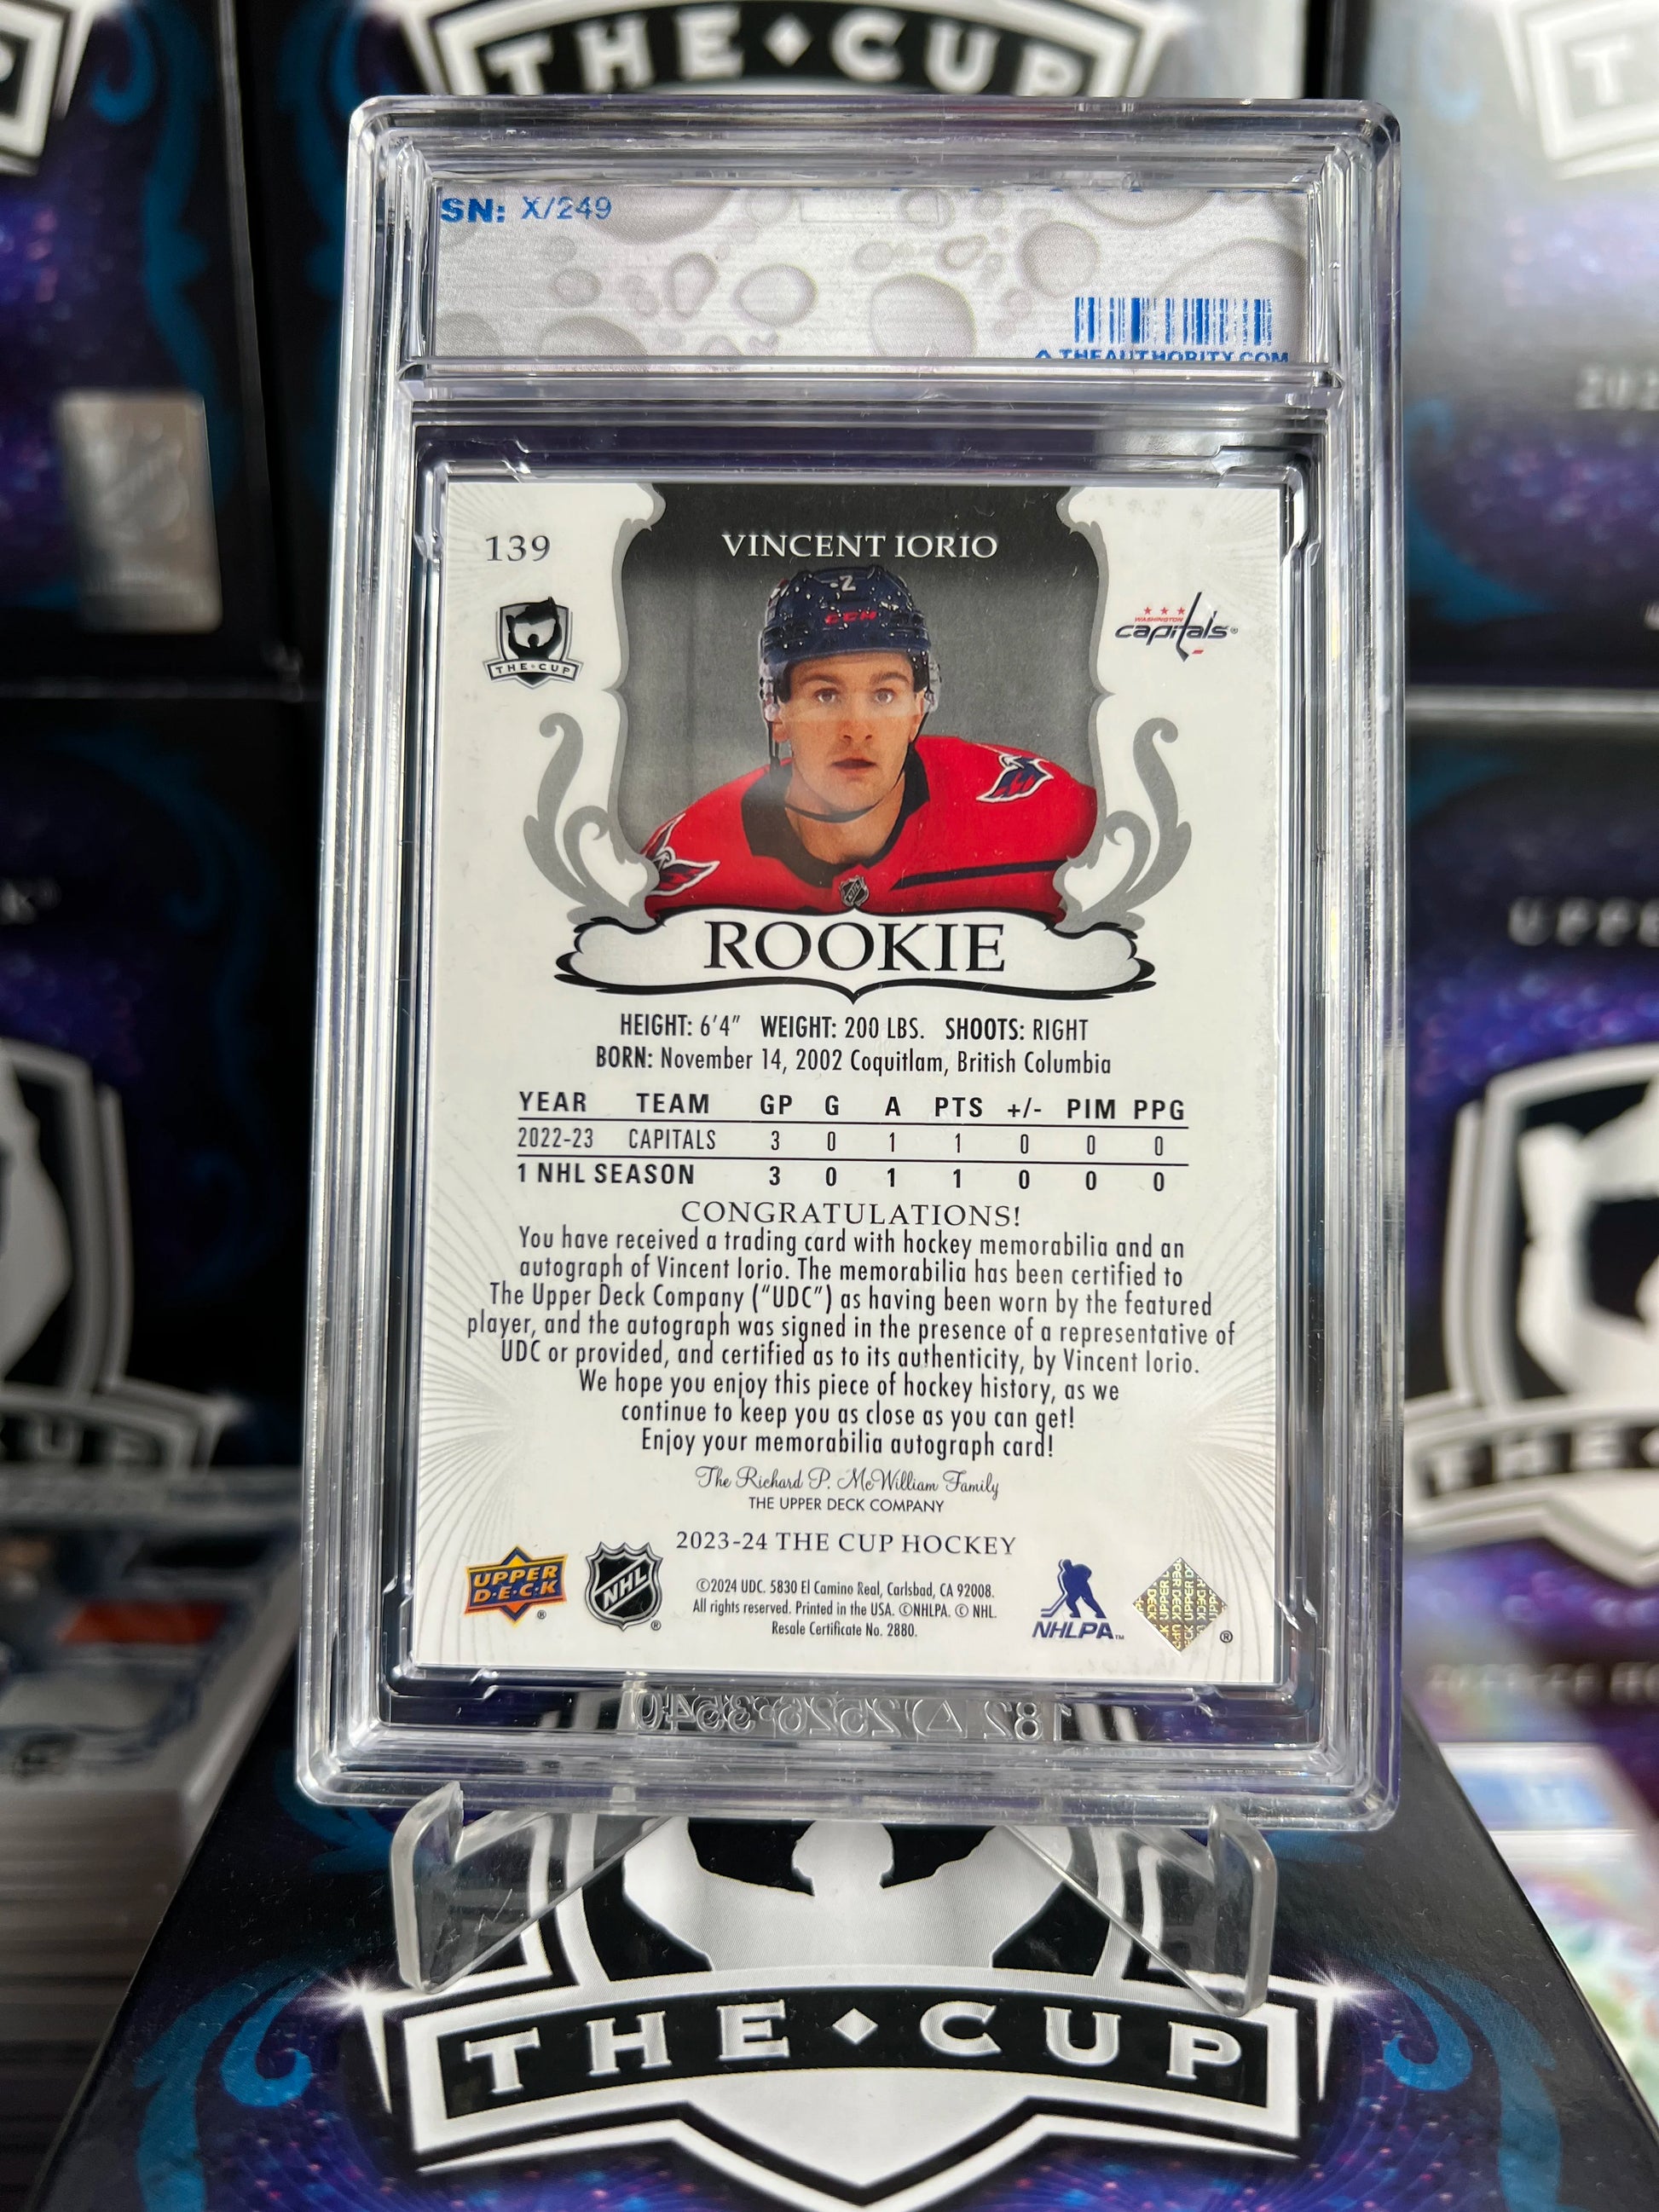 THE CUP
SN: X/249
THEAUTHORITY.COM
139
VINCENT IORIO
-2
CCM
THE CUP
WASHINGTON
capitals®
ROOKIE
HEIGHT: 6'4" WEIGHT: 200 LBS. SHOOTS: RIGHT
BORN: November 14, 2002 Coquitlam, British Columbia
YEAR TEAM GP G A PTS +/- PIM PPG
2022-23 CAPITALS 3 0 1 1 0 0 0
1 NHL SEASON 3 0 1 1 0 0 0
CONGRATULATIONS!
You have received a trading card with hockey memorabilia and an
autograph of Vincent Iorio. The memorabilia has been certified to
The Upper Deck Company ("UDC") as having been worn by the featured
player, and the autograph was signed in the presence of a representative of
UDC or provided, and certified as to its authenticity, by Vincent Iorio.
We hope you enjoy this piece of hockey history, as we
continue to keep you as close as you can get!
Enjoy your memorabilia autograph card!
The Richard P. McWilliam Family
THE UPPER DECK COMPANY
2023-24 THE CUP HOCKEY
UPPER
D·E·C·K ®
NHL ®
©2024 UDC. 5830 El Camino Real, Carlsbad, CA 92008.
All rights reserved. Printed in the USA. ©NHLPA. © NHL.
Resale Certificate No. 2880.
NHLPA™
®
THE CUP